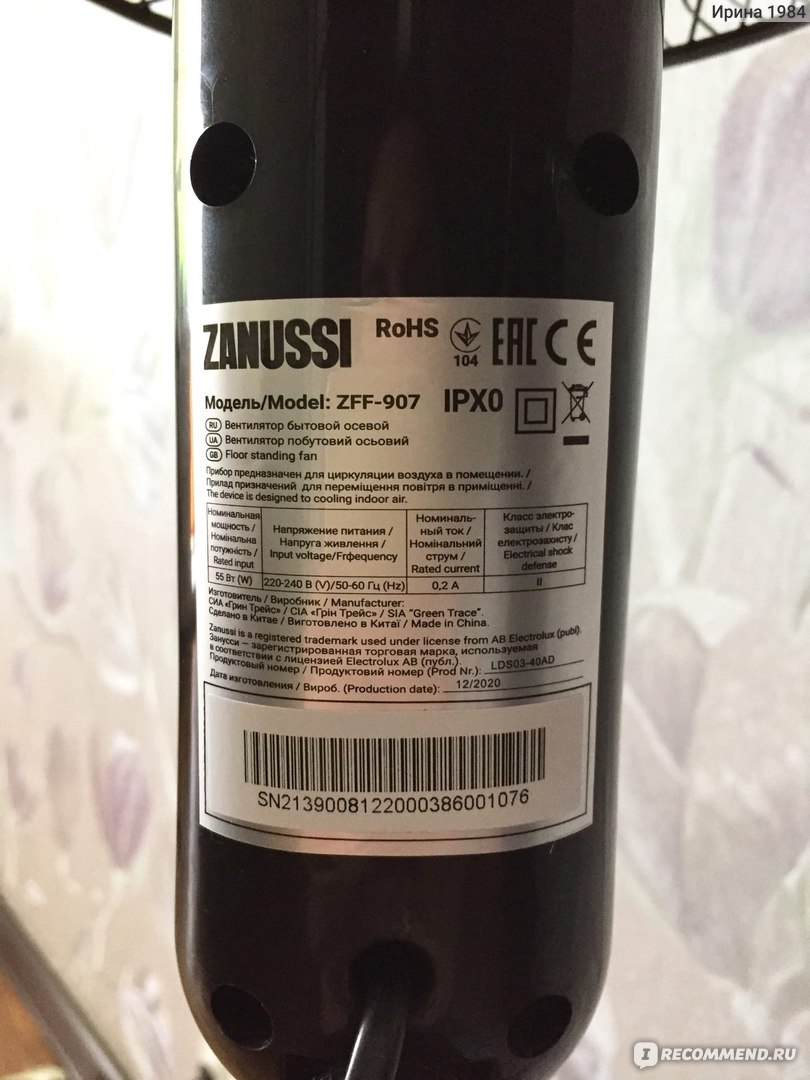 Ирина 1984
ZANUSSI RoHS 104 EAC CE
Модель/Model: ZFF-907 IPX0
RU Вентилятор бытовой осевой
UA Вентилятор побутовий осьовий
GB Floor standing fan
Прибор предназначен для циркуляции воздуха в помещении. /
Прилад призначений для переміщення повітря в приміщенні. /
The device is designed to cooling indoor air.
Номинальная
мощность /
Номінальна
потужність /
Rated input
Напряжение питания /
Напруга живлення /
Input voltage/Frфequency
Номиналь-
ный ток /
Номінальний
струм /
Rated current
Класс электро-
защиты / Клас
електрозахисту /
Electrical shock
defense
55 Вт (W) 220-240 В (V)/50-60 Гц (Hz) 0,2 А II
Изготовитель / Виробник / Manufacturer:
СИА «Грин Трейс» / СІА «Грін Трейс» / SIA "Green Trace".
Сделано в Китае / Виготовлено в Китаї / Made in China.
Zanussi is a registered trademark used under license from AB Electrolux (publ).
Занусси — зарегистрированная торговая марка, используемая
в соответствии с лицензией Electrolux AB (публ.).
Продуктовый номер / Продуктовий номер (Prod Nr.): LDS03-40AD
Дата изготовления / Вироб. (Production date): 12/2020
SN2139008122000386001076
I RECOMMEND.RU